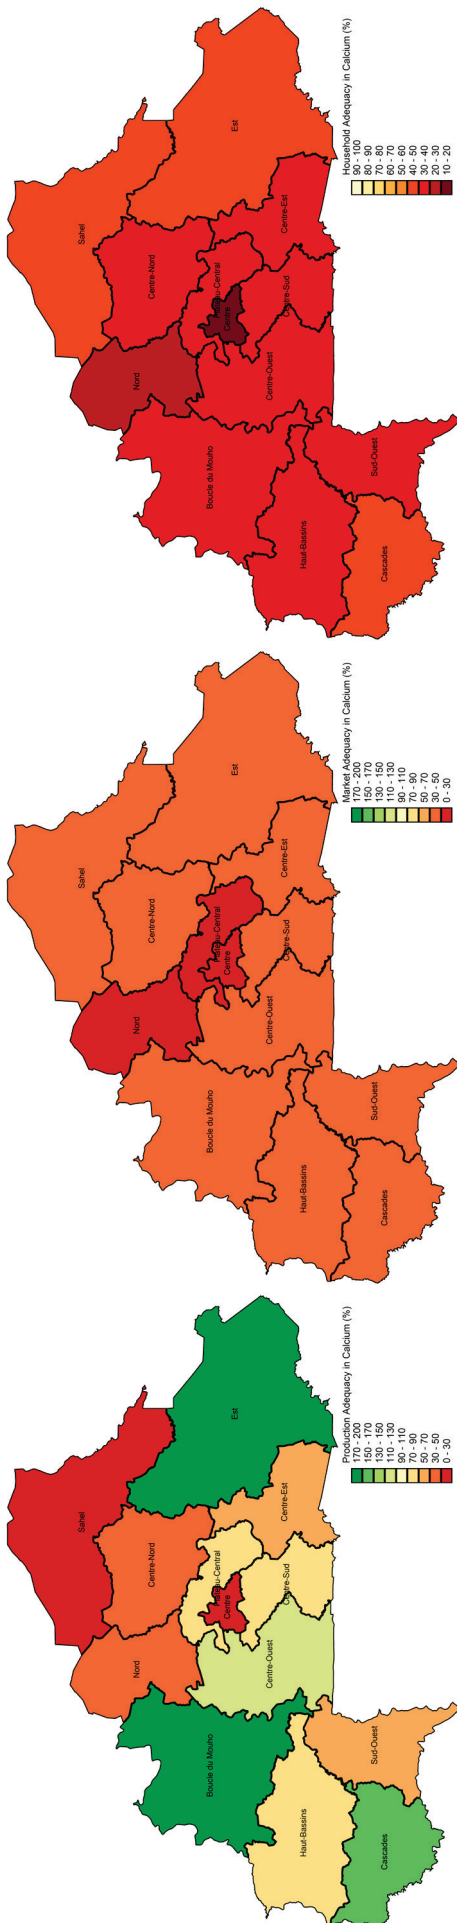 Sahel
Est
Centre-Nord
Nord
Plateau-Central
Centre
Centre-Est
Centre-Sud
Boucle du Mouho
Centre-Ouest
Haut-Bassins
Sud-Ouest
Cascades
Household Adequacy in Calcium (%)
90 - 100
80 - 90
70 - 80
60 - 70
50 - 60
40 - 50
30 - 40
20 - 30
10 - 20
Sahel
Est
Centre-Nord
Nord
Plateau-Central
Centre
Centre-Est
Centre-Sud
Boucle du Mouho
Centre-Ouest
Haut-Bassins
Sud-Ouest
Cascades
Market Adequacy in Calcium (%)
170 - 200
150 - 170
130 - 150
110 - 130
90 - 110
70 - 90
50 - 70
30 - 50
0 - 30
Sahel
Est
Centre-Nord
Nord
Plateau-Central
Centre
Centre-Est
Centre-Sud
Boucle du Mouho
Centre-Ouest
Haut-Bassins
Sud-Ouest
Cascades
Production Adequacy in Calcium (%)
170 - 200
150 - 170
130 - 150
110 - 130
90 - 110
70 - 90
50 - 70
30 - 50
0 - 30